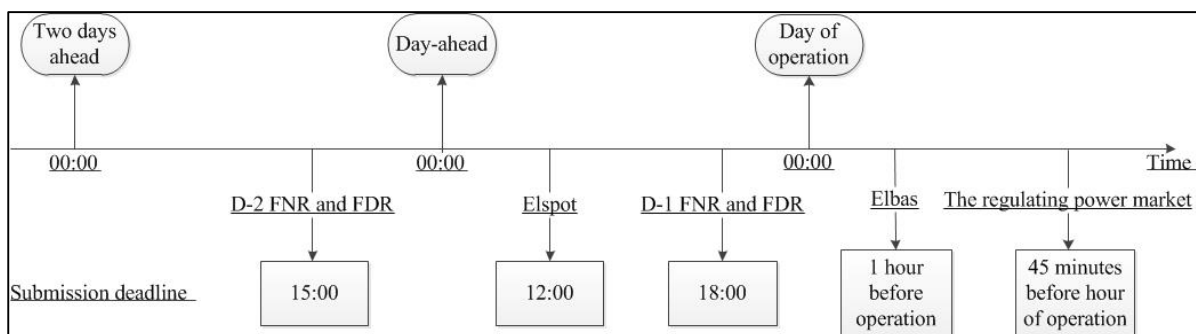 Two days
ahead
Day-ahead
Day of
operation
00:00
00:00
00:00
Time
D-2 FNR and FDR
Elspot
D-1 FNR and FDR
Elbas
The regulating power market
Submission deadline
15:00
12:00
18:00
1 hour
before
operation
45 minutes
before hour
of operation